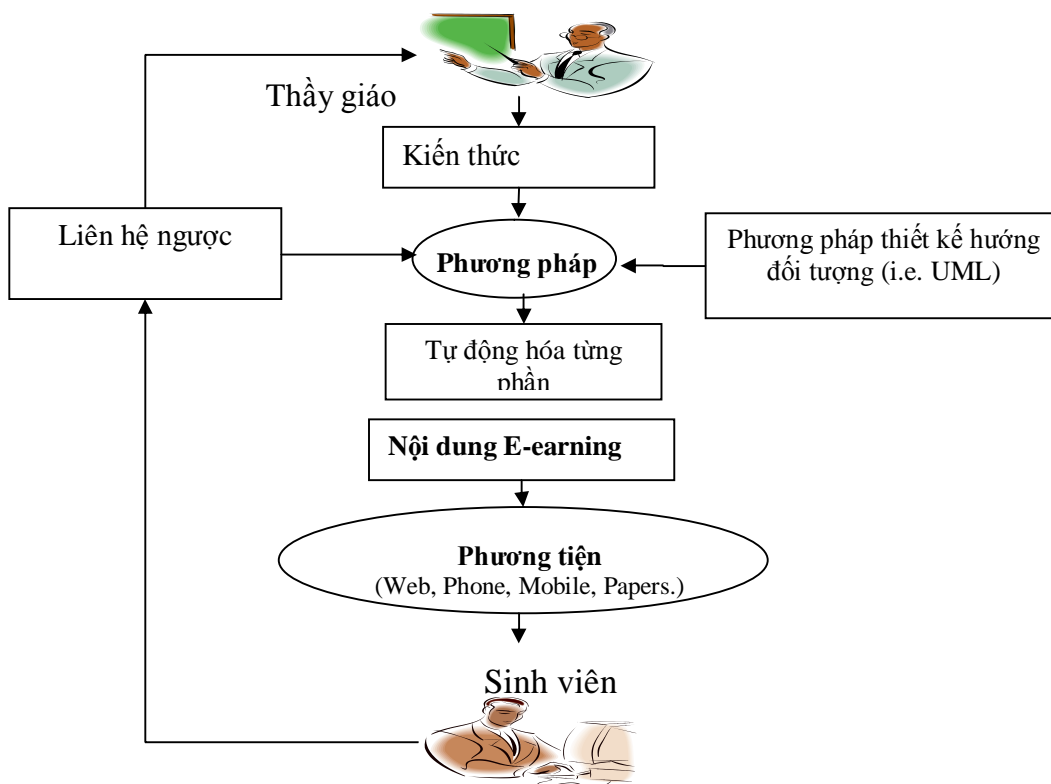 Thầy giáo
Kiến thức
Liên hệ ngược
Phương pháp
Phương pháp thiết kế hướng
đối tượng (i.e. UML)
Tự động hóa từng
phần
Nội dung E-earning
Phương tiện
(Web, Phone, Mobile, Papers.)
Sinh viên